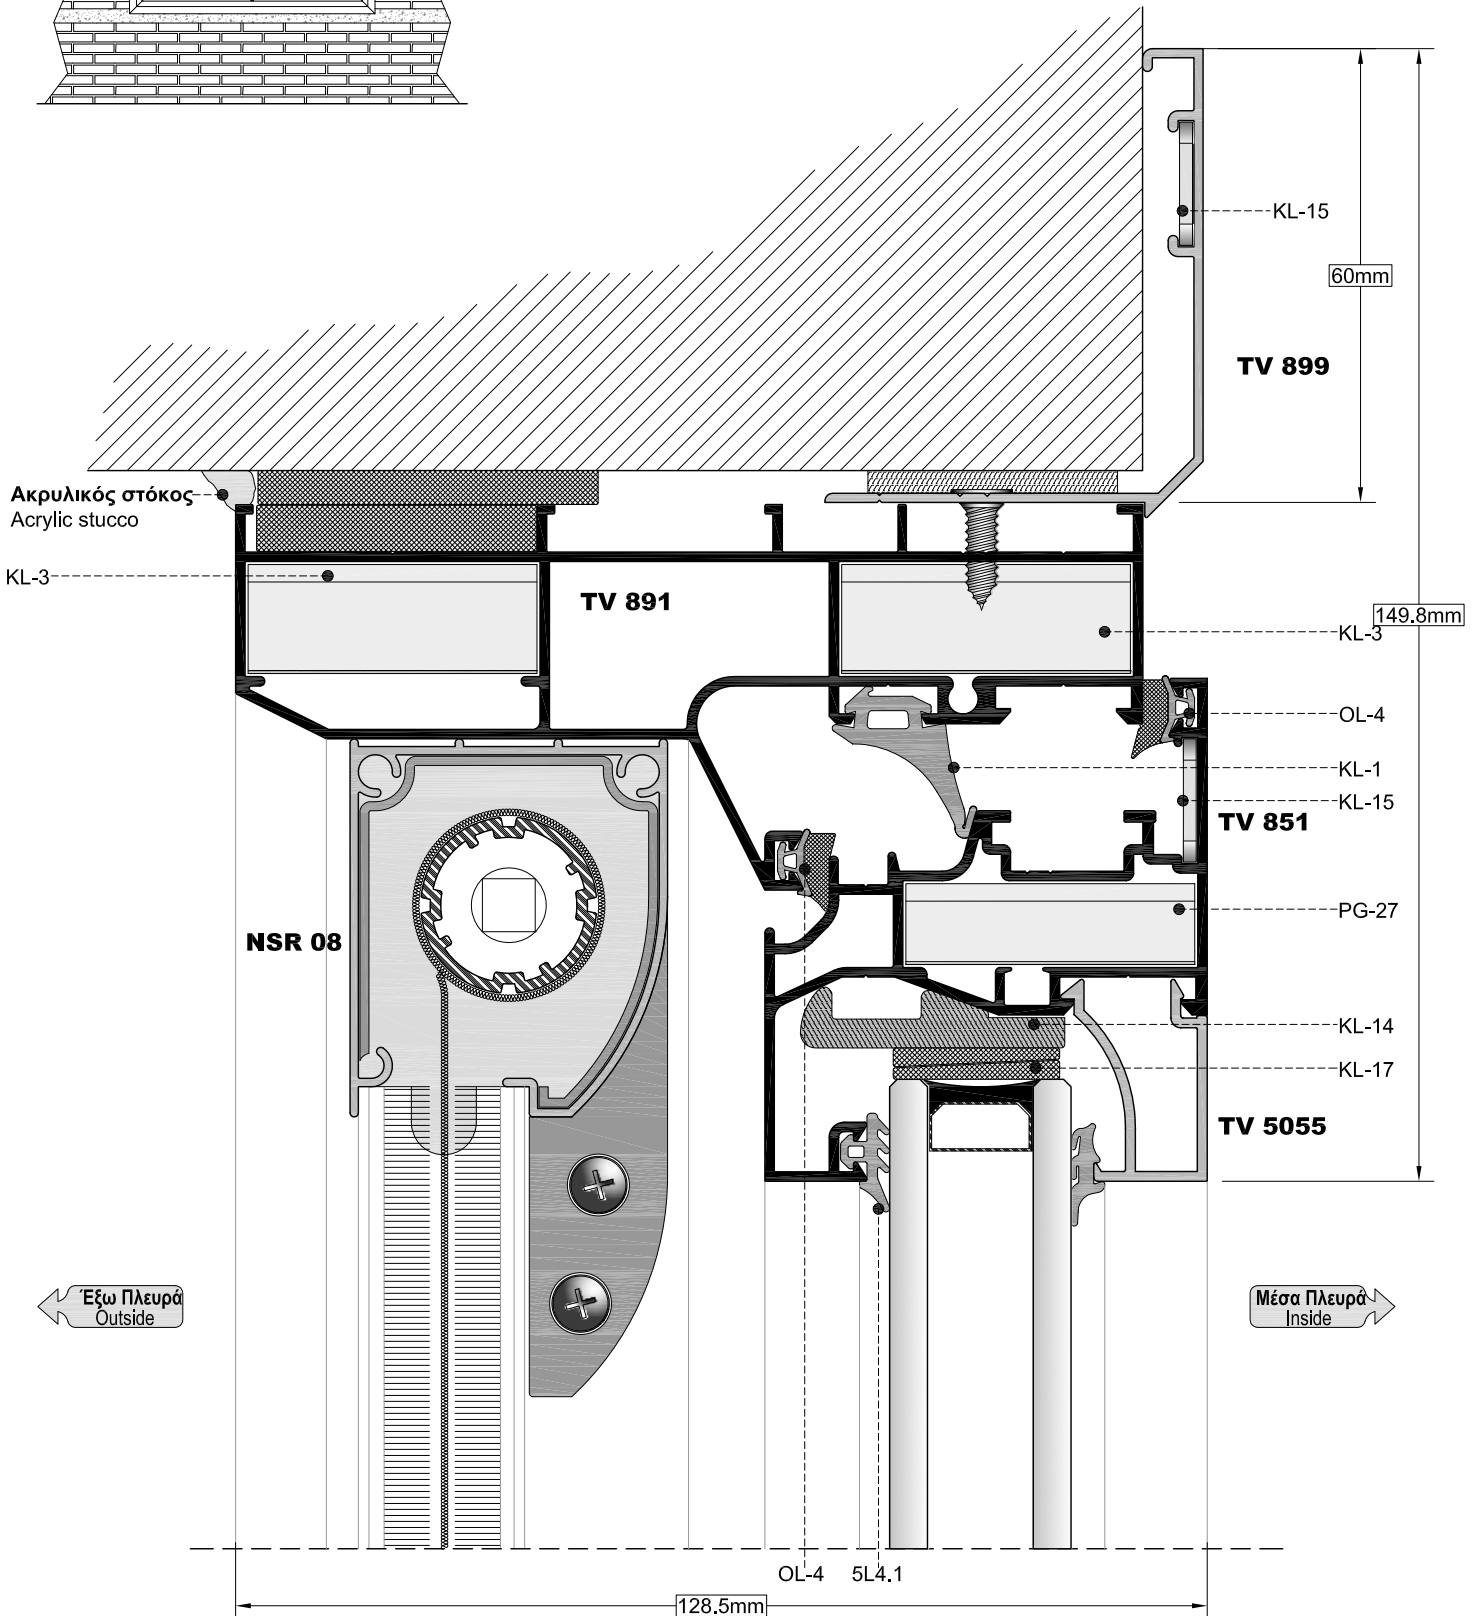 KL-15
60mm
TV 899
Ακρυλικός στόκος
Acrylic stucco
KL-3
TV 891
149.8mm
KL-3
OL-4
KL-1
KL-15
TV 851
PG-27
NSR 08
KL-14
KL-17
TV 5055
Έξω Πλευρά
Outside
Μέσα Πλευρά
Inside
OL-4
5L4.1
128.5mm